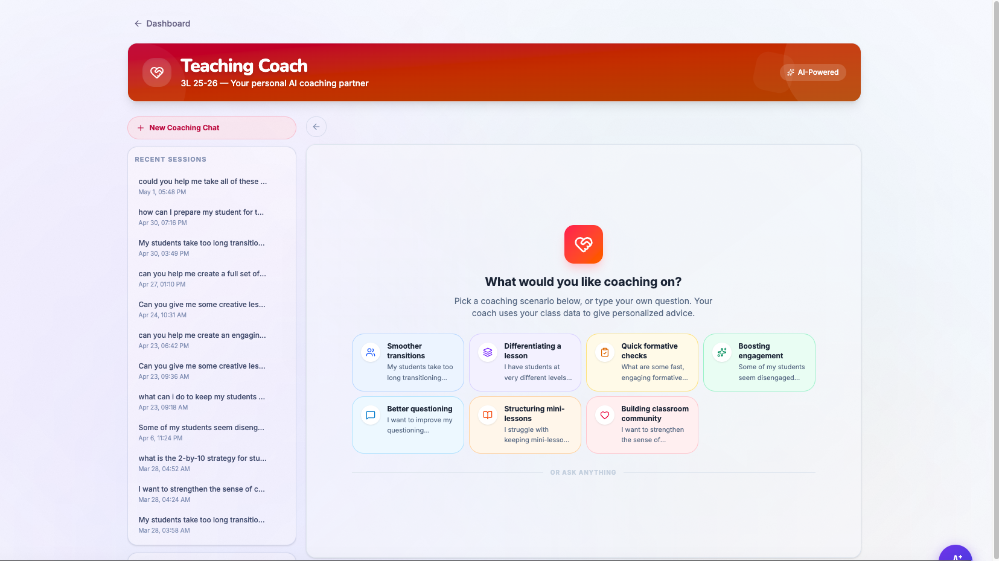 Dashboard
Teaching Coach
3L 25-26 — Your personal AI coaching partner
AI-Powered
New Coaching Chat
RECENT SESSIONS
could you help me take all of these ...
May 1, 05:48 PM
how can I prepare my student for t...
Apr 30, 07:16 PM
My students take too long transitio...
Apr 30, 03:49 PM
can you help me create a full set of...
Apr 27, 01:10 PM
Can you give me some creative les...
Apr 24, 10:31 AM
can you help me create an engagin...
Apr 23, 06:42 PM
Can you give me some creative les...
Apr 23, 09:36 AM
what can i do to keep my students ...
Apr 23, 09:18 AM
Some of my students seem diseng...
Apr 6, 11:24 PM
what is the 2-by-10 strategy for stu...
Mar 28, 04:52 AM
I want to strengthen the sense of c...
Mar 28, 04:24 AM
My students take too long transitio...
Mar 28, 03:58 AM
What would you like coaching on?
Pick a coaching scenario below, or type your own question. Your
coach uses your class data to give personalized advice.
Smoother
transitions
My students take too
long transitioning...
Differentiating a
lesson
I have students at
very different levels...
Quick formative
checks
What are some fast,
engaging formative...
Boosting
engagement
Some of my students
seem disengaged...
Better questioning
I want to improve my
questioning...
Structuring mini-
lessons
I struggle with
keeping mini-lesso...
Building classroom
community
I want to strengthen
the sense of...
OR ASK ANYTHING
A+